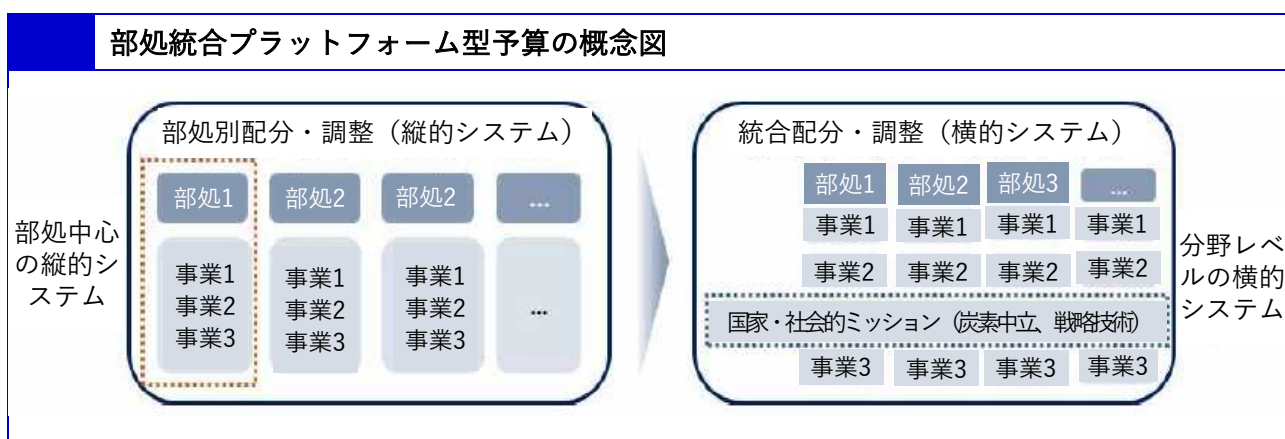 部処統合プラットフォーム型予算の概念図
部処中心
の縦的シ
ステム
部処別配分・調整（縦的システム）
部処1 部処2 部処2 ...
事業1 事業1 事業1
事業2 事業2 事業2 ...
事業3 事業3 事業3
統合配分・調整（横的システム）
部処1 部処2 部処3 ...
事業1 事業1 事業1 事業1
事業2 事業2 事業2 事業2
国家・社会的ミッション（炭素中立、戦略技術）
事業3 事業3 事業3 事業3
分野レベ
ルの横的
システム